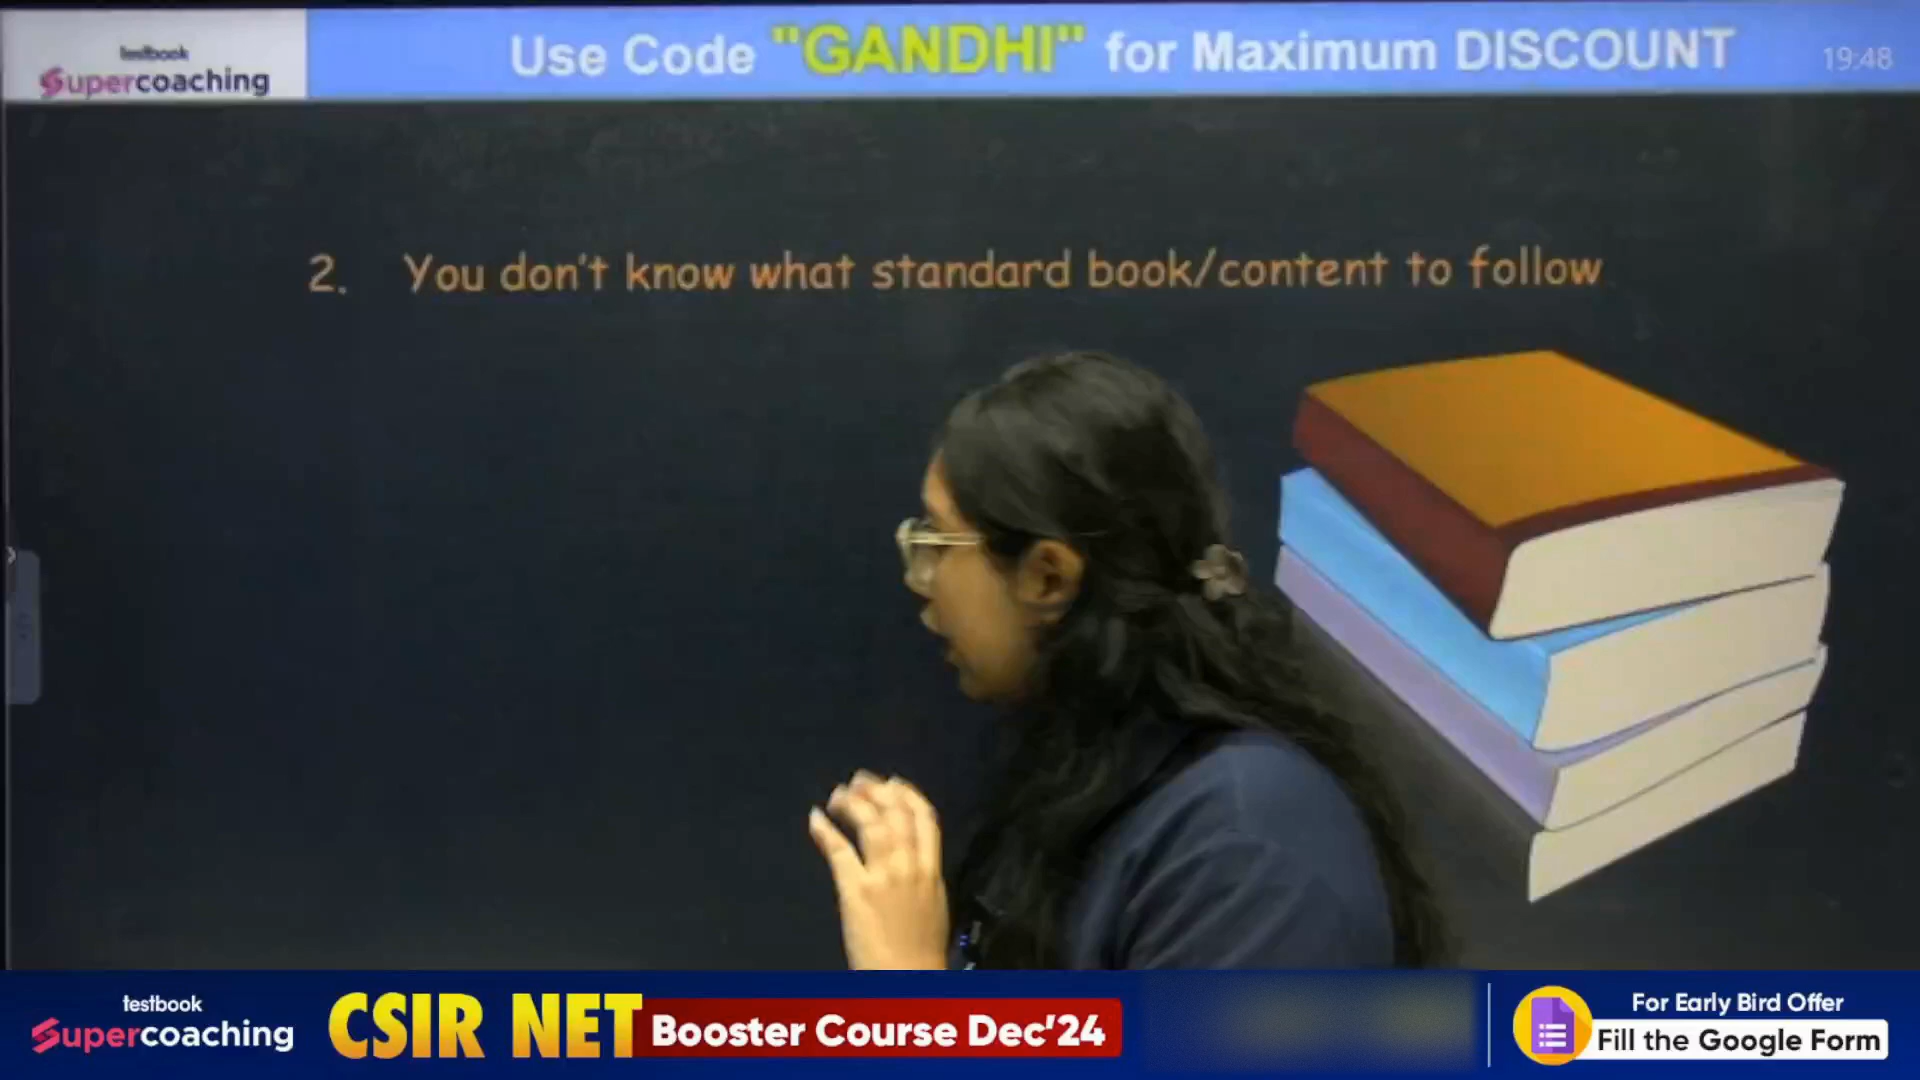 testbook
Supercoaching
Use Code "GANDHI" for Maximum DISCOUNT
19:48
2. You don't know what standard book/content to follow
testbook
Supercoaching
CSIR NET
Booster Course Dec'24
For Early Bird Offer
Fill the Google Form